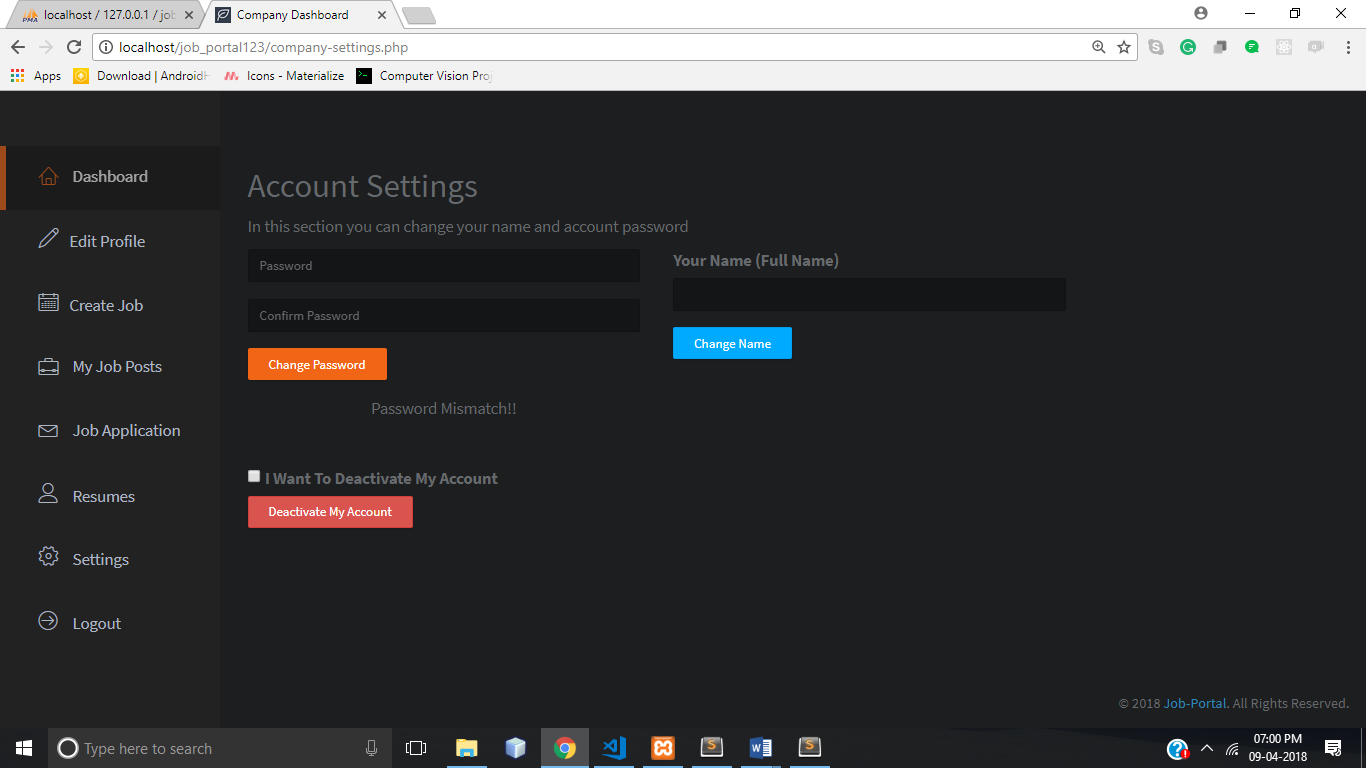 PMA localhost / 127.0.0.1 / job
Company Dashboard
localhost/job_portal123/company-settings.php
Apps
Download | AndroidH
Icons - Materialize
Computer Vision Proj
Dashboard
Edit Profile
Create Job
My Job Posts
Job Application
Resumes
Settings
Logout
Account Settings
In this section you can change your name and account password
Password
Confirm Password
Change Password
Password Mismatch!!
Your Name (Full Name)
Change Name
I Want To Deactivate My Account
Deactivate My Account
© 2018 Job-Portal. All Rights Reserved.
Type here to search
07:00 PM
09-04-2018